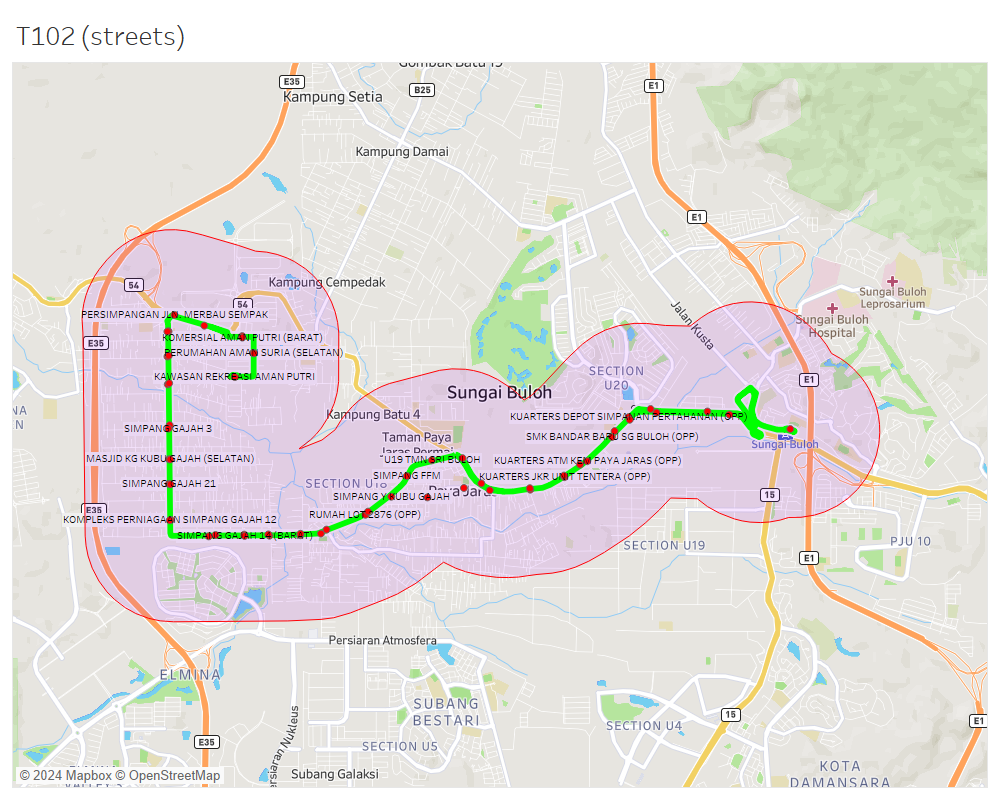 T102 (streets)
Gombak Batu 15
E35
Kampung Setia
B25
E1
Kampung Damai
E1
Kampung Cempedak
54
54
Sungai Buloh
Leprosarium
Sungai Buloh
Hospital
Jalan Kusta
PERSIMPANGAN JLN. MERBAU SEMPAK
E35
KOMERSIAL AMAN PUTRI (BARAT)
PERUMAHAN AMAN SURIA (SELATAN)
KAWASAN REKREASI AMAN PUTRI
SECTION
U20
E1
Sungai Buloh
Kampung Batu 4
KUARTERS DEPOT SIMPANAN PERTAHANAN (OPP)
SIMPANG GAJAH 3
Taman Paya
Jaras Permai
SMK BANDAR BARU SG BULOH (OPP)
Sungai Buloh
MASJID KG KUBU GAJAH (SELATAN)
U19 TMN SRI BULOH
KUARTERS ATM KEM PAYA JARAS (OPP)
SIMPANG 21
SECTION U18
SIMPANG FFM
KUARTERS JKR UNIT TENTERA (OPP)
SIMPANG Y KUBU GAJAH
Paya Jaras
15
E35
KOMPLEKS PERNIAGAAN SIMPANG GAJAH 12
RUMAH LOT 2876 (OPP)
SIMPANG GAJAH 14 (BARAT)
SECTION U19
PJU 10
E1
Persiaran Atmosfera
ELMINA
SUBANG
BESTARI
15
SECTION U4
E1
E35
Persiaran Nukleus
SECTION U5
KOTA
DAMANSARA
Subang Galaksi
© 2024 Mapbox © OpenStreetMap